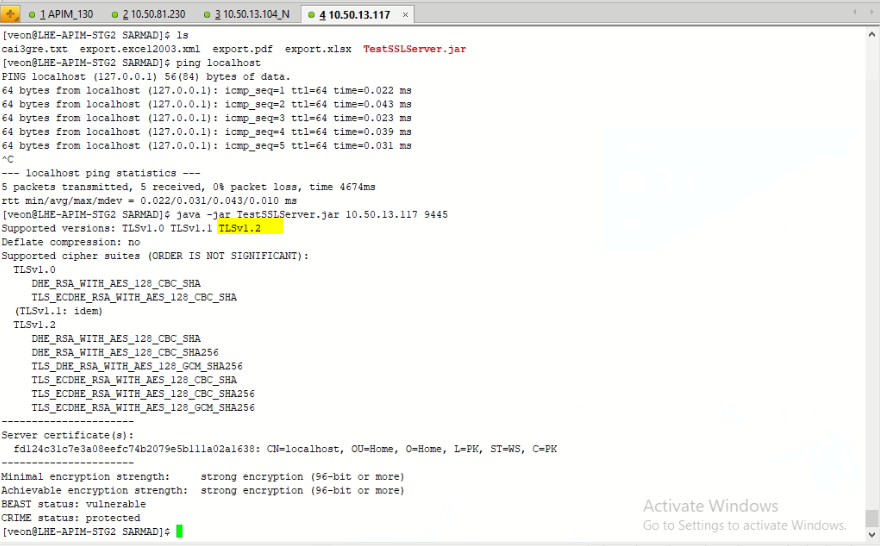 1 APIM_130 2 10.50.81.230 3 10.50.13.104_N 4 10.50.13.117 ×
[veon@LHE-APIM-STG2 SARMAD]$ ls
cai3gre.txt export.excel2003.xml export.pdf export.xlsx TestSSLServer.jar
[veon@LHE-APIM-STG2 SARMAD]$ ping localhost
PING localhost (127.0.0.1) 56(84) bytes of data.
64 bytes from localhost (127.0.0.1): icmp_seq=1 ttl=64 time=0.022 ms
64 bytes from localhost (127.0.0.1): icmp_seq=2 ttl=64 time=0.043 ms
64 bytes from localhost (127.0.0.1): icmp_seq=3 ttl=64 time=0.023 ms
64 bytes from localhost (127.0.0.1): icmp_seq=4 ttl=64 time=0.039 ms
64 bytes from localhost (127.0.0.1): icmp_seq=5 ttl=64 time=0.031 ms
^C
--- localhost ping statistics ---
5 packets transmitted, 5 received, 0% packet loss, time 4674ms
rtt min/avg/max/mdev = 0.022/0.031/0.043/0.010 ms
[veon@LHE-APIM-STG2 SARMAD]$ java -jar TestSSLServer.jar 10.50.13.117 9445
Supported versions: TLSv1.0 TLSv1.1 TLSv1.2
Deflate compression: no
Supported cipher suites (ORDER IS NOT SIGNIFICANT):
TLSv1.0
DHE_RSA_WITH_AES_128_CBC_SHA
TLS_ECDHE_RSA_WITH_AES_128_CBC_SHA
(TLSv1.1: idem)
TLSv1.2
DHE_RSA_WITH_AES_128_CBC_SHA
DHE_RSA_WITH_AES_128_CBC_SHA256
TLS_DHE_RSA_WITH_AES_128_GCM_SHA256
TLS_ECDHE_RSA_WITH_AES_128_CBC_SHA
TLS_ECDHE_RSA_WITH_AES_128_CBC_SHA256
TLS_ECDHE_RSA_WITH_AES_128_GCM_SHA256
----------------------
Server certificate(s):
fd124c31c7e3a08eefc74b2079e5b111a02a1638: CN=localhost, OU=Home, O=Home, L=PK, ST=WS, C=PK
----------------------
Minimal encryption strength: strong encryption (96-bit or more)
Achievable encryption strength: strong encryption (96-bit or more)
BEAST status: vulnerable
CRIME status: protected
[veon@LHE-APIM-STG2 SARMAD]$
Activate Windows
Go to Settings to activate Windows.